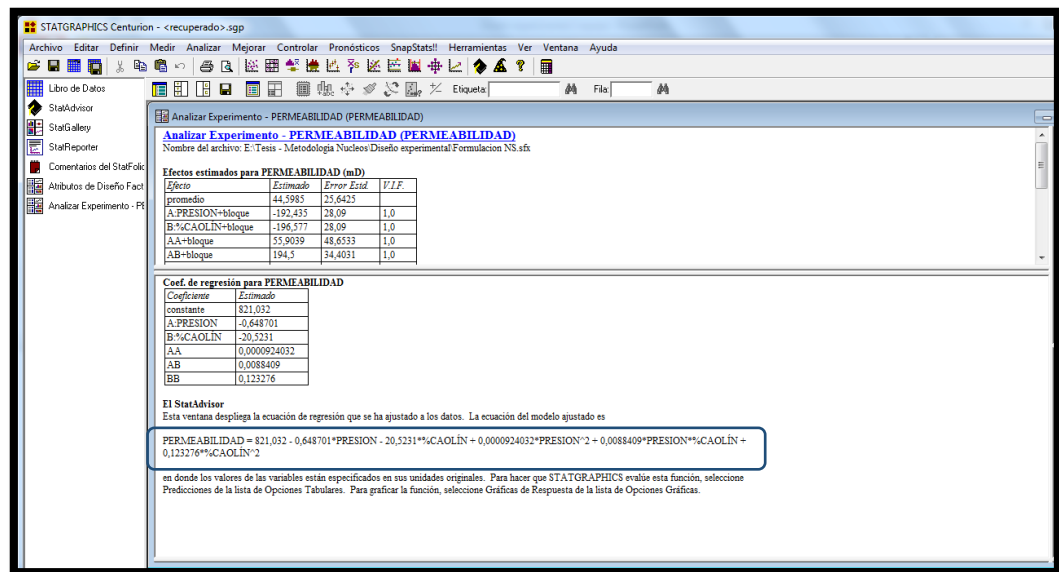 STATGRAPHICS Centurion - <recuperado>.sgp
Archivo Editar Definir Medir Analizar Mejorar Controlar Pronósticos SnapStats!! Herramientas Ver Ventana Ayuda
Etiqueta: Fila:
Libro de Datos
StatAdvisor
StatGallery
StatReporter
Comentarios del StatFolio
Atributos de Diseño Fact
Analizar Experimento - PE
Analizar Experimento - PERMEABILIDAD (PERMEABILIDAD)
Analizar Experimento - PERMEABILIDAD (PERMEABILIDAD)
Nombre del archivo: E:\Tesis - Metodologia Nucleos\Diseño experimental\Formulacion NS.sfx
Efectos estimados para PERMEABILIDAD (mD)
Efecto Estimado Error Estd. V.I.F.
promedio 44,5985 25,6425
A:PRESION+bloque -192,435 28,09 1,0
B:%CAOLÍN+bloque -196,577 28,09 1,0
AA+bloque 55,9039 48,6533 1,0
AB+bloque 194,5 34,4031 1,0
Coef. de regresión para PERMEABILIDAD
Coeficiente Estimado
constante 821,032
A:PRESION -0,648701
B:%CAOLÍN -20,5231
AA 0,0000924032
AB 0,0088409
BB 0,123276
El StatAdvisor
Esta ventana despliega la ecuación de regresión que se ha ajustado a los datos. La ecuación del modelo ajustado es
PERMEABILIDAD = 821,032 - 0,648701*PRESION - 20,5231*%CAOLÍN + 0,0000924032*PRESION^2 + 0,0088409*PRESION*%CAOLÍN +
0,123276*%CAOLÍN^2
en donde los valores de las variables están especificados en sus unidades originales. Para hacer que STATGRAPHICS evalúe esta función, seleccione
Predicciones de la lista de Opciones Tabulares. Para graficar la función, seleccione Gráficas de Respuesta de la lista de Opciones Gráficas.